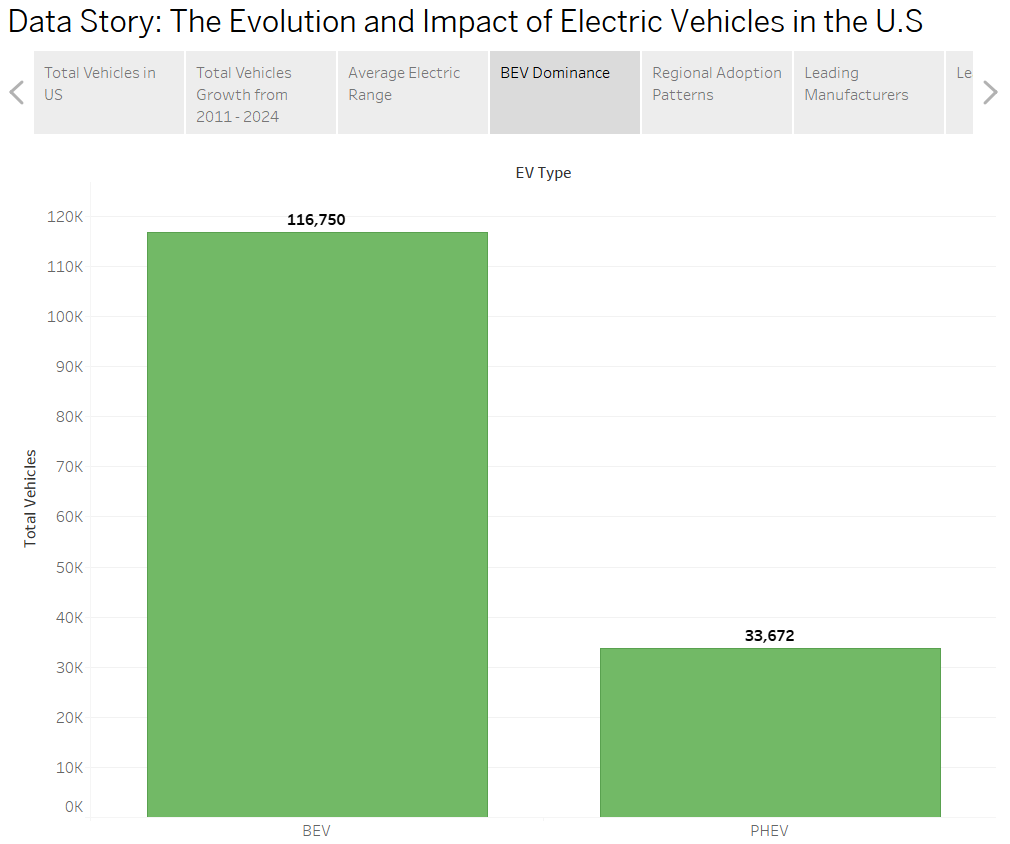 Data Story: The Evolution and Impact of Electric Vehicles in the U.S
Total Vehicles in
US
Total Vehicles
Growth from
2011 - 2024
Average Electric
Range
BEV Dominance
Regional Adoption
Patterns
Leading
Manufacturers
Le
EV Type
120K
110K
100K
90K
80K
70K
60K
50K
40K
30K
20K
10K
0K
Total Vehicles
116,750
33,672
BEV
PHEV